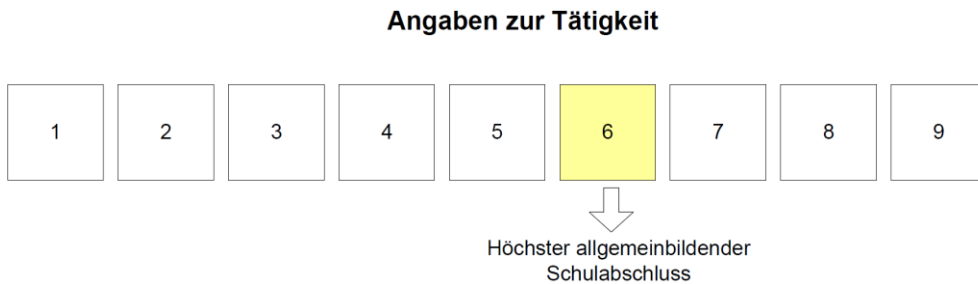 Angaben zur Tätigkeit
1 2 3 4 5 6 7 8 9
Höchster allgemeinbildender
Schulabschluss